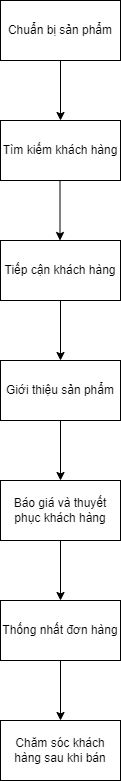 Chuẩn bị sản phẩm
Tìm kiếm khách hàng
Tiếp cận khách hàng
Giới thiệu sản phẩm
Báo giá và thuyết
phục khách hàng
Thống nhất đơn hàng
Chăm sóc khách
hàng sau khi bán